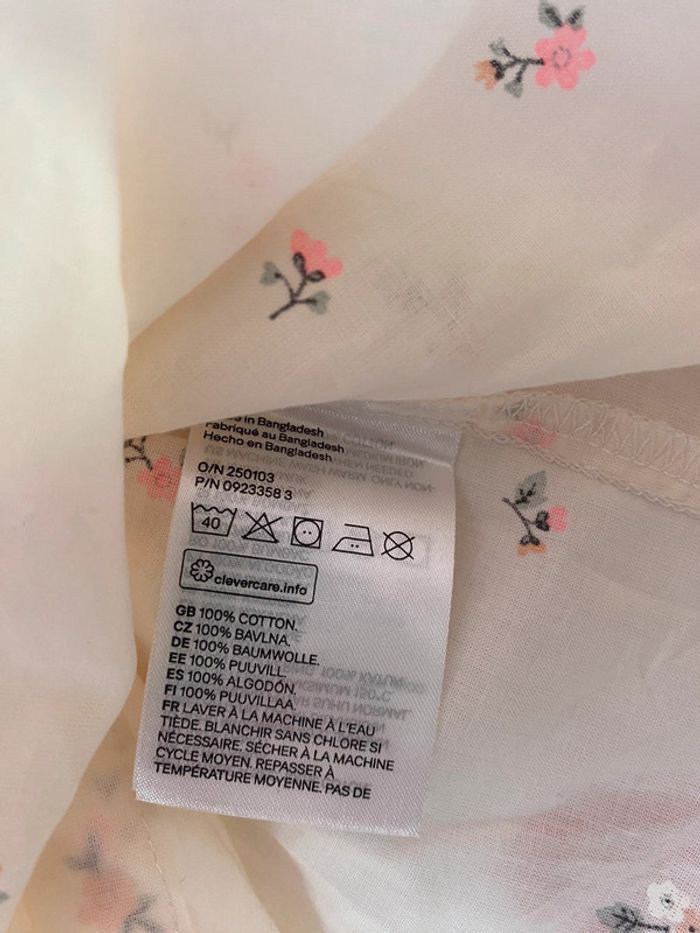 in Bangladesh
Fabriqué au Bangladesh
Hecho en Bangladesh
O/N 250103
P/N 0923358 3
40
clevercare.info
GB 100% COTTON.
CZ 100% BAVLNA.
DE 100% BAUMWOLLE.
EE 100% PUUVILL.
ES 100% ALGODÓN.
FI 100% PUUVILLAA.
FR LAVER À LA MACHINE À L'EAU
TIÈDE. BLANCHIR SANS CHLORE SI
NÉCESSAIRE. SÉCHER À LA MACHINE
CYCLE MOYEN. REPASSER À
TEMPÉRATURE MOYENNE. PAS DE